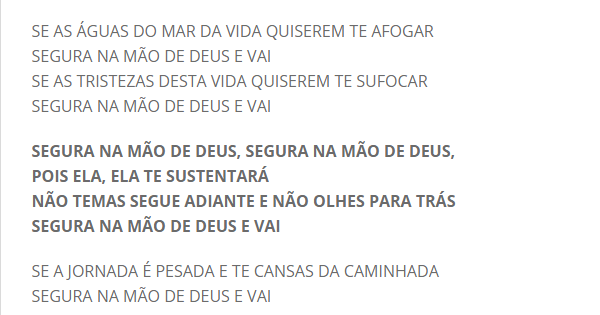 SE AS ÁGUAS DO MAR DA VIDA QUISEREM TE AFOGAR
SEGURA NA MÃO DE DEUS E VAI
SE AS TRISTEZAS DESTA VIDA QUISEREM TE SUFOCAR
SEGURA NA MÃO DE DEUS E VAI
SEGURA NA MÃO DE DEUS, SEGURA NA MÃO DE DEUS,
POIS ELA, ELA TE SUSTENTARÁ
NÃO TEMAS SEGUE ADIANTE E NÃO OLHES PARA TRÁS
SEGURA NA MÃO DE DEUS E VAI
SE A JORNADA É PESADA E TE CANSAS DA CAMINHADA
SEGURA NA MÃO DE DEUS E VAI